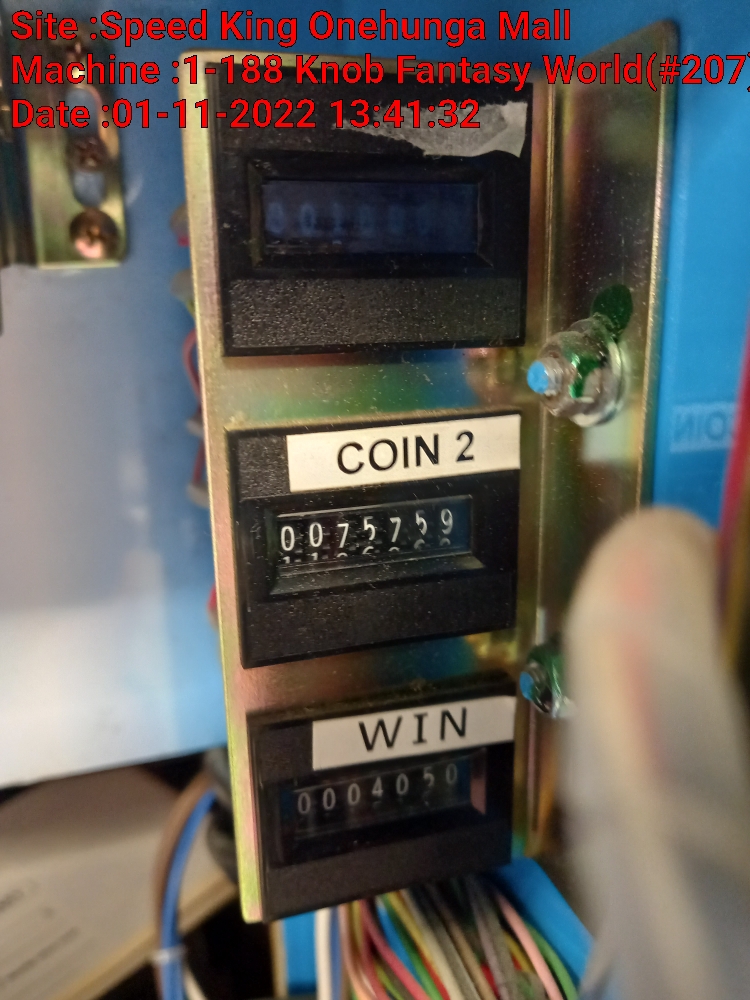 Site :Speed King Onehunga Mall
Machine :1-188 Knob Fantasy World(#207)
Date :01-11-2022 13:41:32
COIN 2
0075759
WIN
0004050
COIN